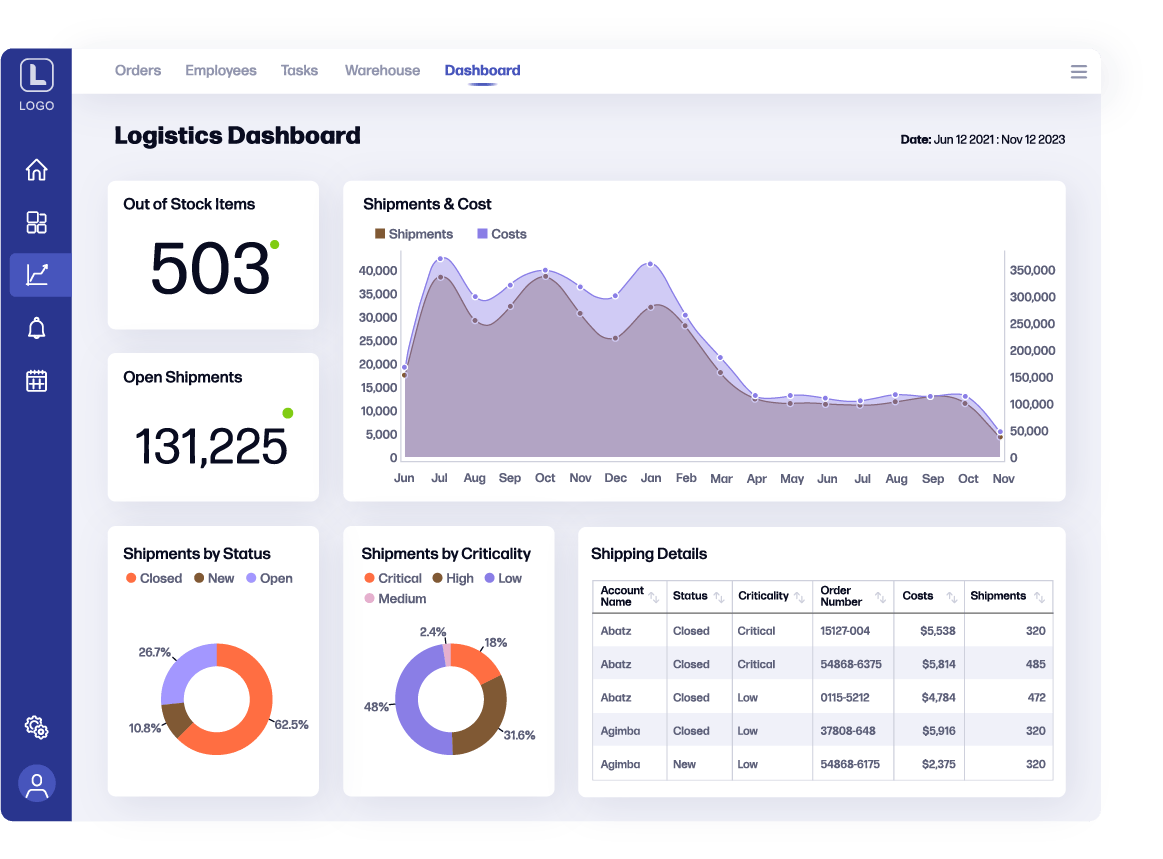 L
LOGO
Orders Employees Tasks Warehouse Dashboard
Logistics Dashboard
Date: Jun 12 2021 : Nov 12 2023
Out of Stock Items
503
Open Shipments
131,225
Shipments & Cost
Shipments Costs
40,000
35,000
30,000
25,000
20,000
15,000
10,000
5,000
0
350,000
300,000
250,000
200,000
150,000
100,000
50,000
0
Jun Jul Aug Sep Oct Nov Dec Jan Feb Mar Apr May Jun Jul Aug Sep Oct Nov
Shipments by Status
Closed New Open
26.7%
10.8%
62.5%
Shipments by Criticality
Critical High Low
Medium
2.4%
18%
48%
31.6%
Shipping Details
Account Name Status Criticality Order Number Costs Shipments
Abatz Closed Critical 15127-004 $5,538 320
Abatz Closed Critical 54868-6375 $5,814 485
Abatz Closed Low 0115-5212 $4,784 472
Agimba Closed Low 37808-648 $5,916 320
Agimba New Low 54868-6175 $2,375 320